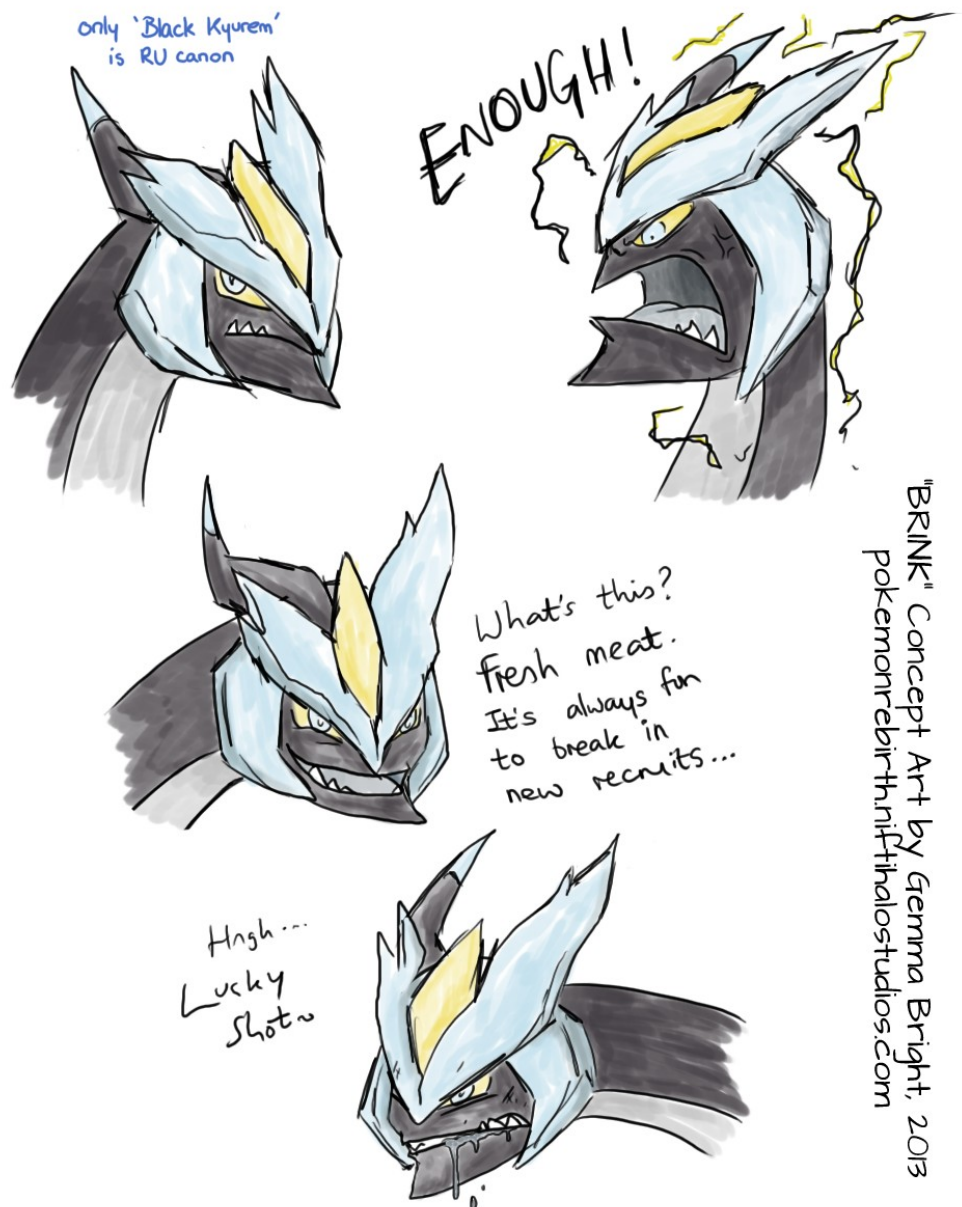 only 'Black Kyurem'
is RU canon
ENOUGH!
What's this?
Fresh meat.
It's always fun
to break in
new recruits...
Hngh...
Lucky
Shot~
"BRINK" Concept Art by Gemma Bright, 2013
pokemonrebirth.niftihalostudios.com